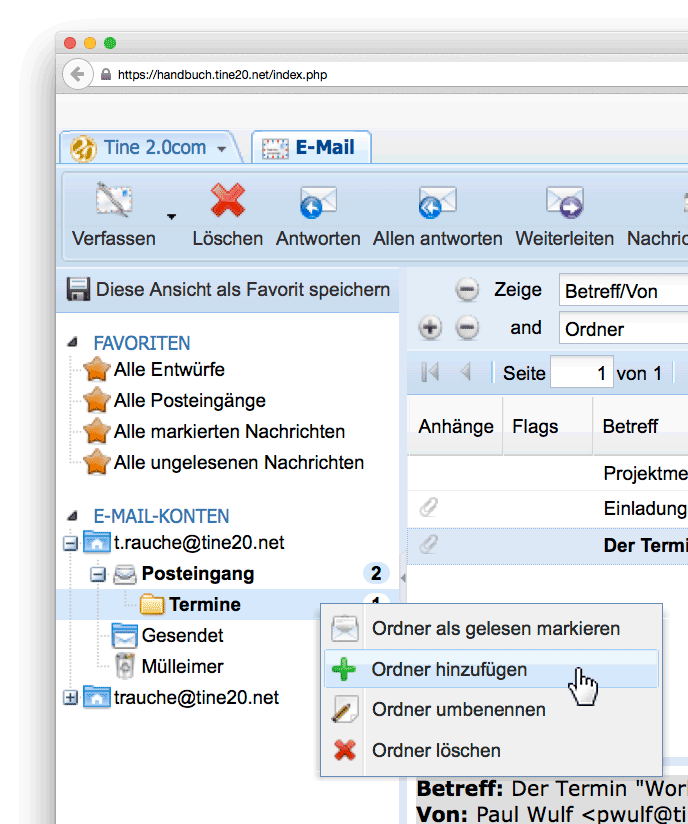 https://handbuch.tine20.net/index.php
Tine 2.0com
E-Mail
Verfassen
Löschen
Antworten
Allen antworten
Weiterleiten
Nachric
Diese Ansicht als Favorit speichern
Zeige
Betreff/Von
and
Ordner
Seite
1
von 1
Anhänge
Flags
Betreff
Projektme
Einladung
Der Termi
FAVORITEN
Alle Entwürfe
Alle Posteingänge
Alle markierten Nachrichten
Alle ungelesenen Nachrichten
E-MAIL-KONTEN
t.rauche@tine20.net
Posteingang 2
Termine
Gesendet
Mülleimer
trauche@tine20.net
Ordner als gelesen markieren
Ordner hinzufügen
Ordner umbenennen
Ordner löschen
Betreff: Der Termin "Worl
Von: Paul Wulf <pwulf@ti